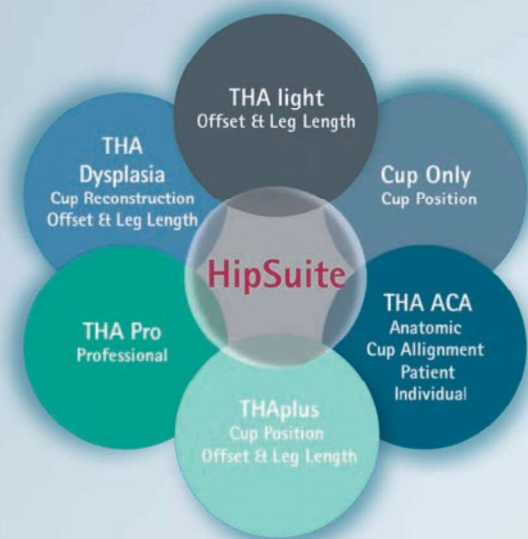 THA light
Offset & Leg Length
THA
Dysplasia
Cup Reconstruction
Offset & Leg Length
Cup Only
Cup Position
HipSuite
THA Pro
Professional
THA ACA
Anatomic
Cup Allignment
Patient
Individual
THAplus
Cup Position
Offset & Leg Length